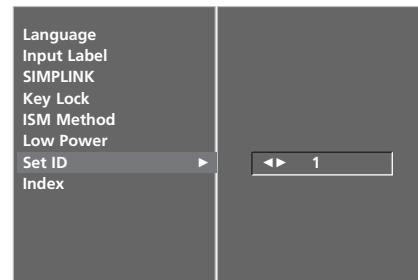 Language
Input Label
SIMPLINK
Key Lock
ISM Method
Low Power
Set ID ► ◄► 1
Index